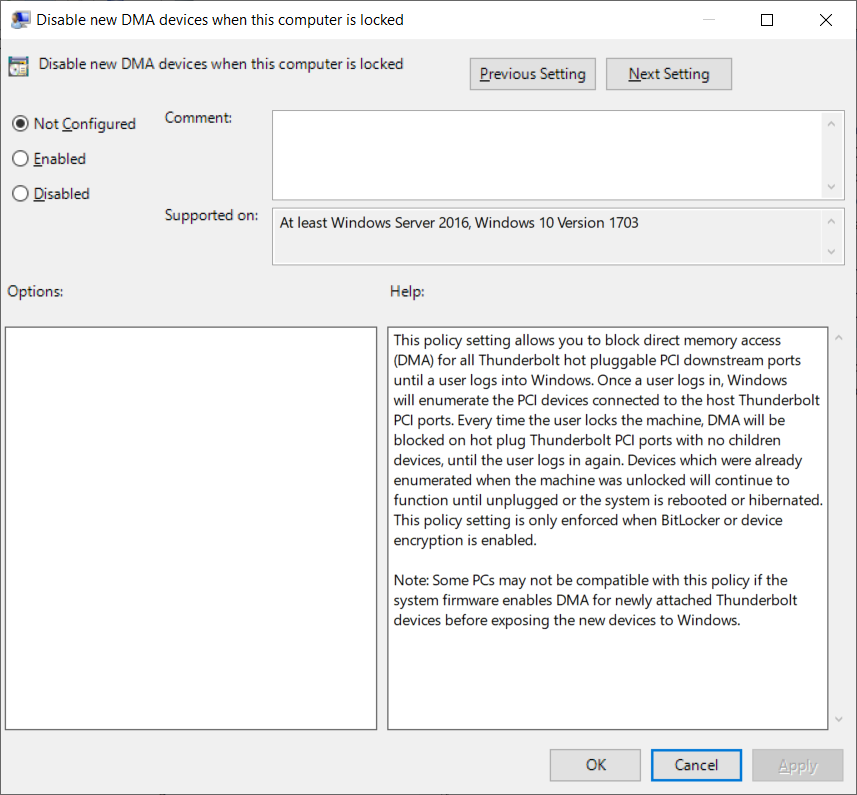 Disable new DMA devices when this computer is locked
Disable new DMA devices when this computer is locked
Previous Setting
Next Setting
Not Configured
Enabled
Disabled
Comment:
Supported on:
At least Windows Server 2016, Windows 10 Version 1703
Options:
Help:
This policy setting allows you to block direct memory access
(DMA) for all Thunderbolt hot pluggable PCI downstream ports
until a user logs into Windows. Once a user logs in, Windows
will enumerate the PCI devices connected to the host Thunderbolt
PCI ports. Every time the user locks the machine, DMA will be
blocked on hot plug Thunderbolt PCI ports with no children
devices, until the user logs in again. Devices which were already
enumerated when the machine was unlocked will continue to
function until unplugged or the system is rebooted or hibernated.
This policy setting is only enforced when BitLocker or device
encryption is enabled.
Note: Some PCs may not be compatible with this policy if the
system firmware enables DMA for newly attached Thunderbolt
devices before exposing the new devices to Windows.
OK
Cancel
Apply